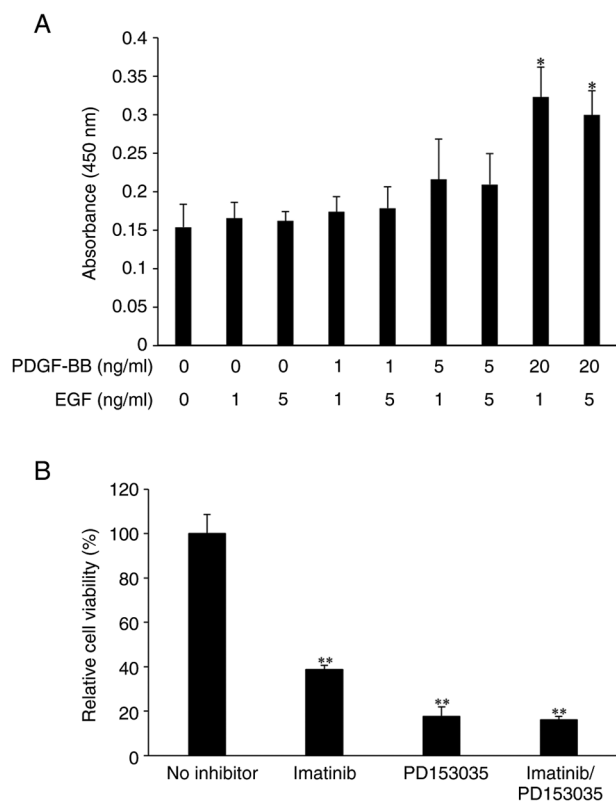 A
Absorbance (450 nm)
0.4
0.35
0.3
0.25
0.2
0.15
0.1
0.05
0
*
*
PDGF-BB (ng/ml) 0 0 0 1 1 5 5 20 20
EGF (ng/ml) 0 1 5 1 5 1 5 1 5
B
Relative cell viability (%)
120
100
80
60
40
20
0
**
**
**
No inhibitor Imatinib PD153035 Imatinib/
PD153035